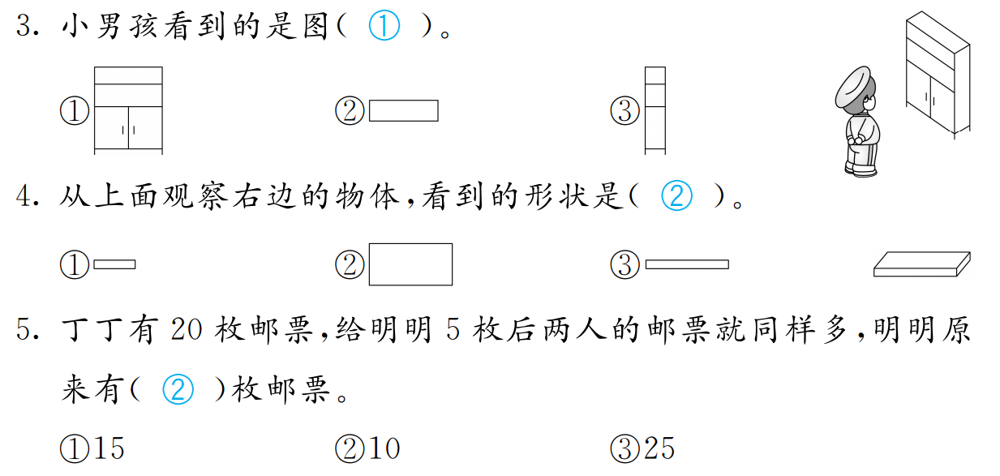 3. 小男孩看到的是图( ① )。
① ② ③
4. 从上面观察右边的物体,看到的形状是( ② )。
① ② ③
5. 丁丁有 20 枚邮票,给明明 5 枚后两人的邮票就同样多,明明原
来有( ② )枚邮票。
①15 ②10 ③25